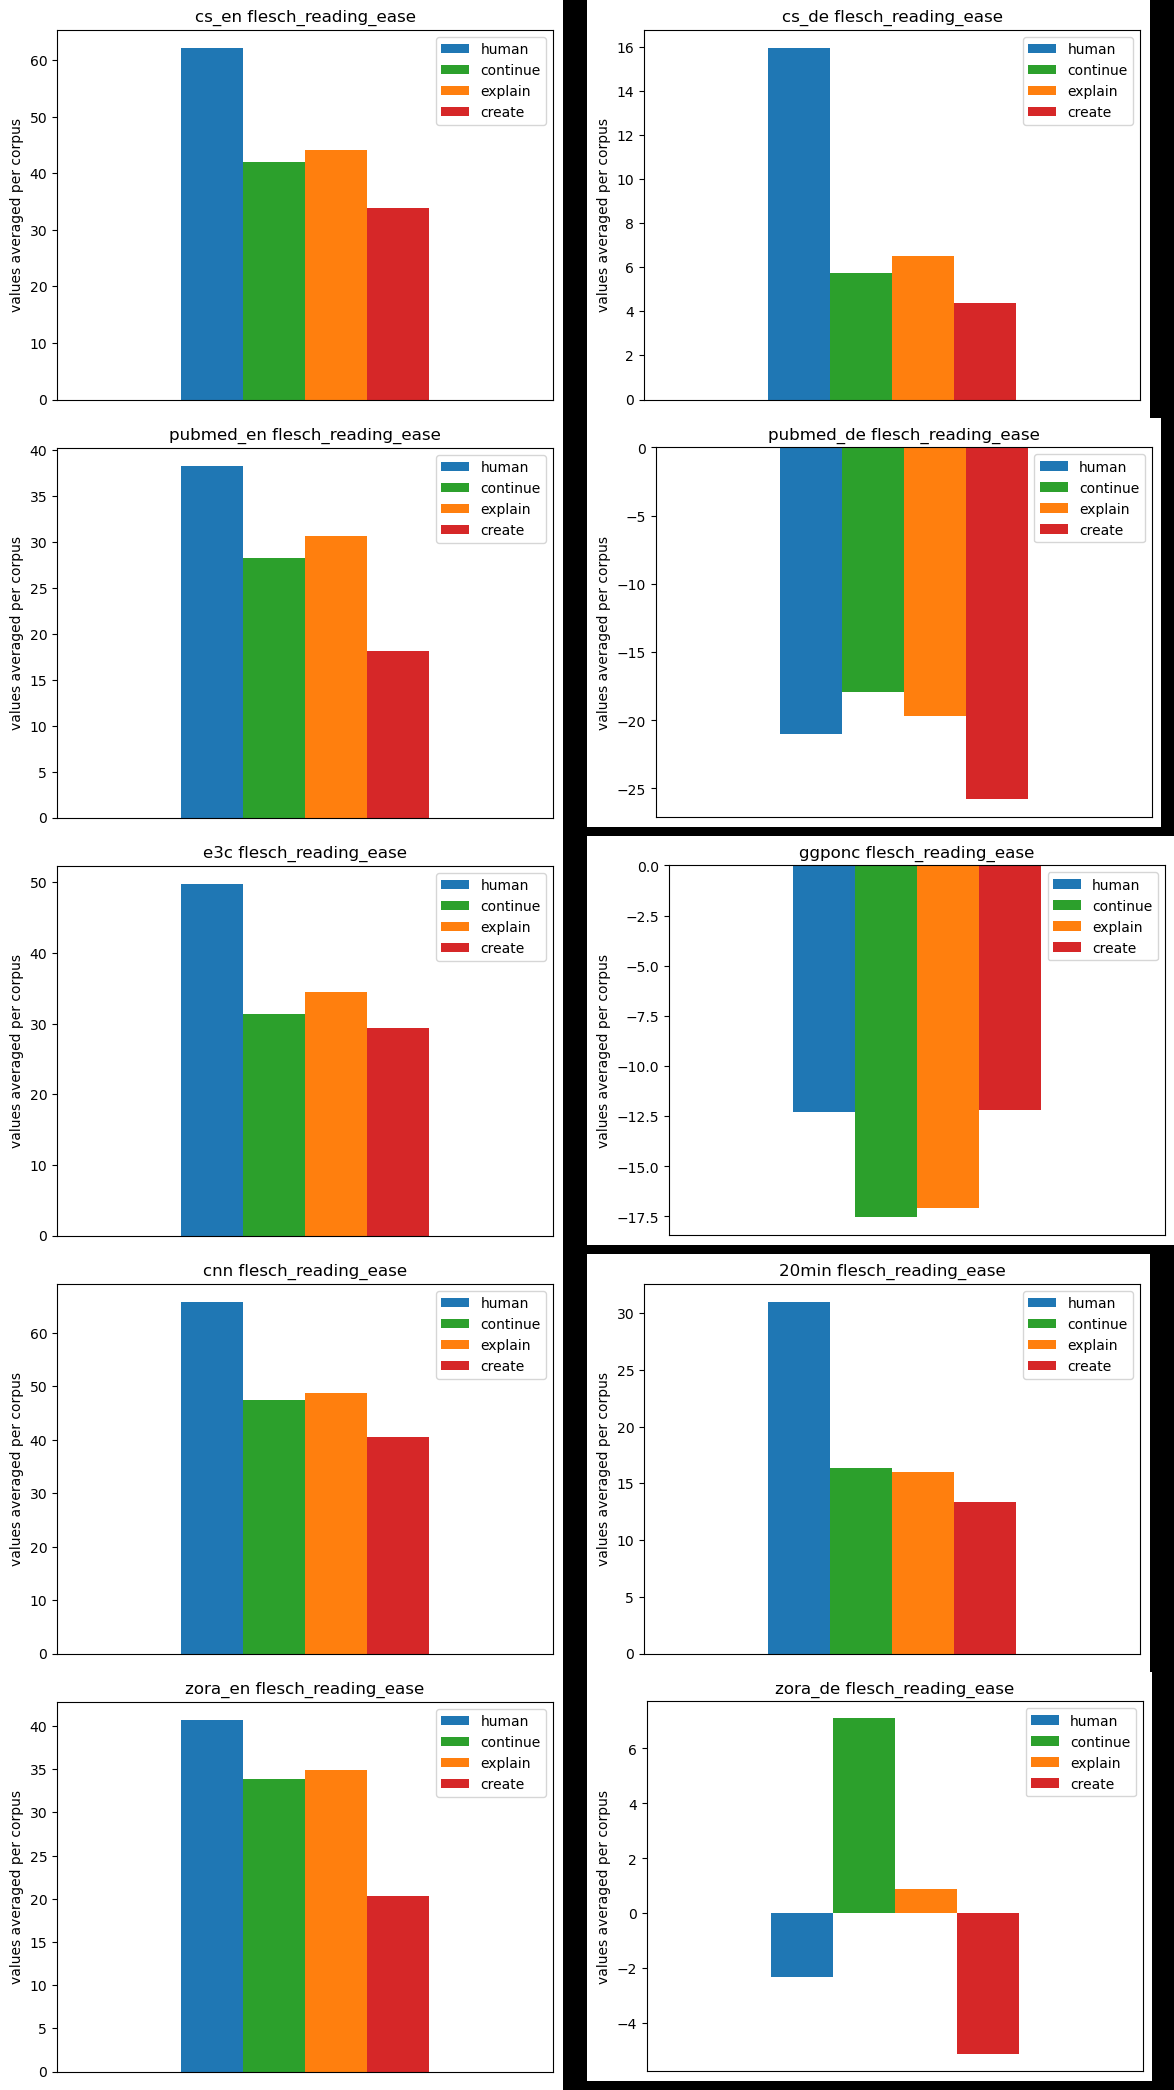 cs_en flesch_reading_ease
values averaged per corpus
60
50
40
30
20
10
0
human
continue
explain
create
cs_de flesch_reading_ease
values averaged per corpus
16
14
12
10
8
6
4
2
0
human
continue
explain
create
pubmed_en flesch_reading_ease
values averaged per corpus
40
35
30
25
20
15
10
5
0
human
continue
explain
create
pubmed_de flesch_reading_ease
values averaged per corpus
0
−5
−10
−15
−20
−25
human
continue
explain
create
e3c flesch_reading_ease
values averaged per corpus
50
40
30
20
10
0
human
continue
explain
create
ggponc flesch_reading_ease
values averaged per corpus
0.0
−2.5
−5.0
−7.5
−10.0
−12.5
−15.0
−17.5
human
continue
explain
create
cnn flesch_reading_ease
values averaged per corpus
60
50
40
30
20
10
0
human
continue
explain
create
20min flesch_reading_ease
values averaged per corpus
30
25
20
15
10
5
0
human
continue
explain
create
zora_en flesch_reading_ease
values averaged per corpus
40
35
30
25
20
15
10
5
0
human
continue
explain
create
zora_de flesch_reading_ease
values averaged per corpus
6
4
2
0
−2
−4
human
continue
explain
create